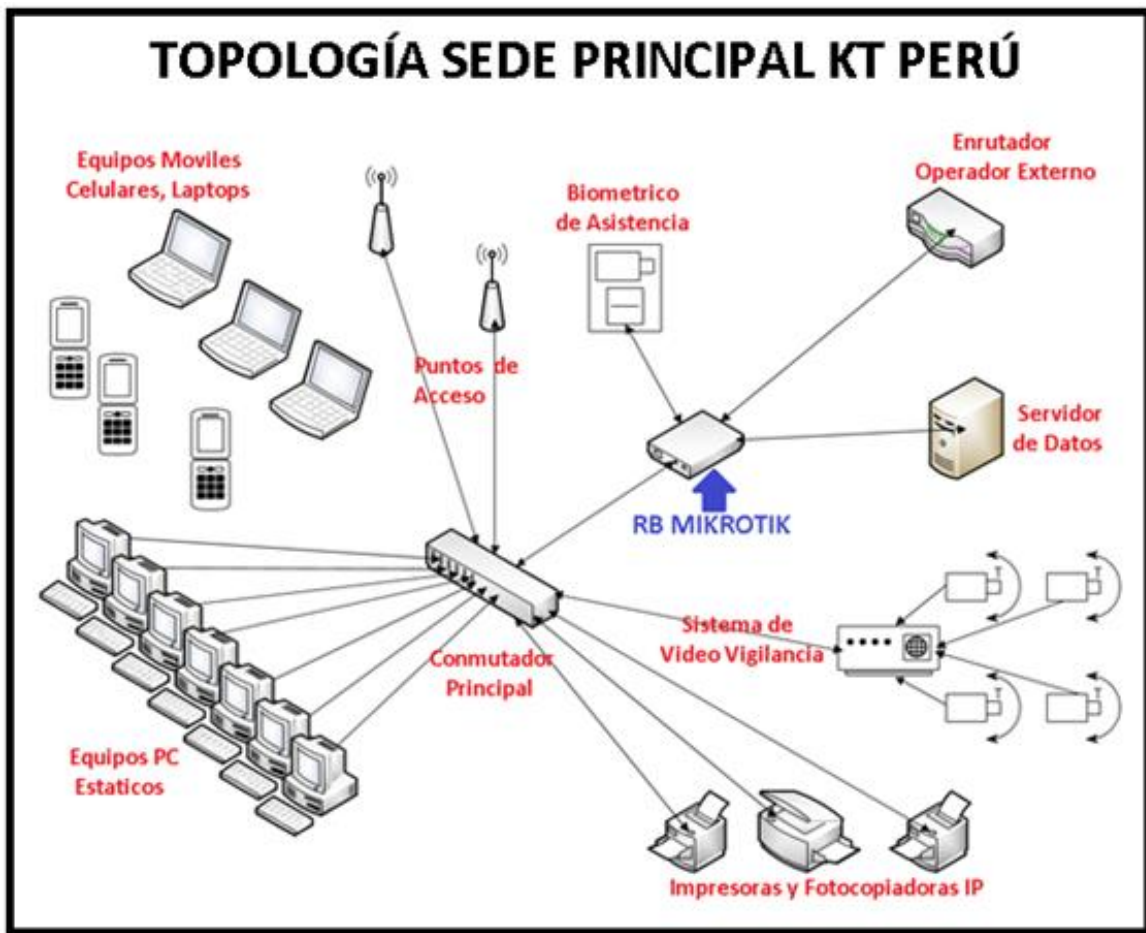 TOPOLOGÍA SEDE PRINCIPAL KT PERÚ
Equipos Moviles
Celulares, Laptops
Biometrico
de Asistencia
Enrutador
Operador Externo
Puntos de
Acceso
Servidor
de Datos
RB MIKROTIK
Conmutador
Principal
Sistema de
Video Vigilancia
Equipos PC
Estaticos
Impresoras y Fotocopiadoras IP